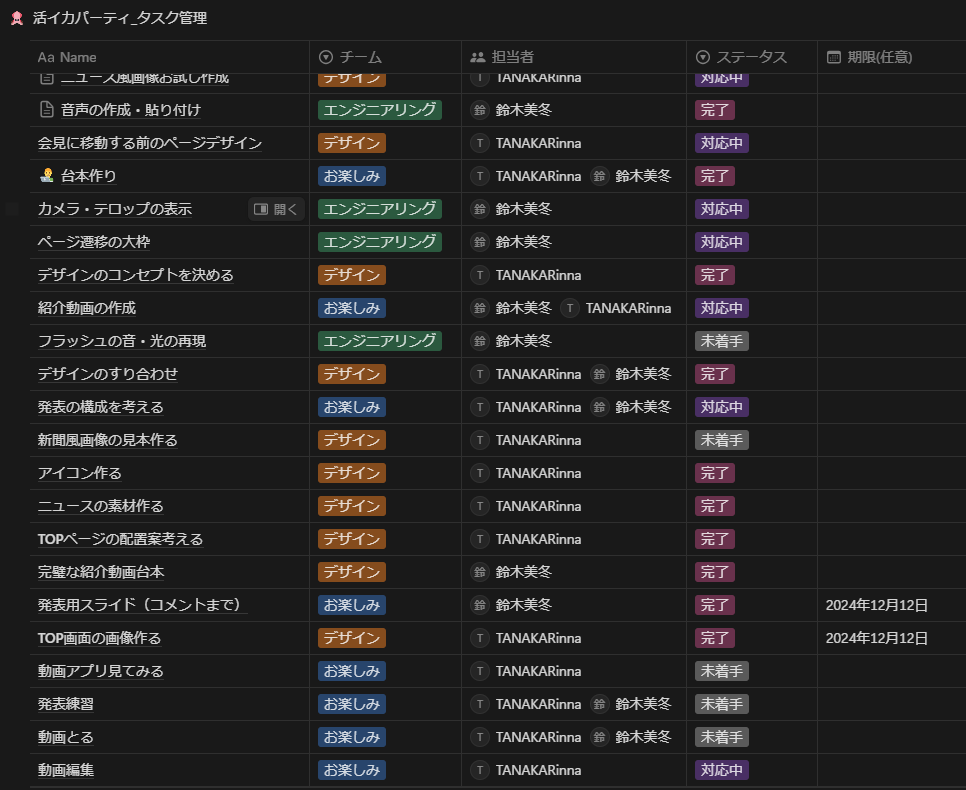 活イカパーティ_タスク管理
Aa Name チーム 担当者 ステータス 期限(任意)
ニュース風画像お試し作成 デザイン T TANAKARinna 対応中
音声の作成・貼り付け エンジニアリング 鈴 鈴木美冬 完了
会見に移動する前のページデザイン デザイン T TANAKARinna 対応中
台本作り お楽しみ T TANAKARinna 鈴 鈴木美冬 完了
カメラ・テロップの表示 開く エンジニアリング 鈴 鈴木美冬 対応中
ページ遷移の大枠 エンジニアリング 鈴 鈴木美冬 対応中
デザインのコンセプトを決める デザイン T TANAKARinna 完了
紹介動画の作成 お楽しみ 鈴 鈴木美冬 T TANAKARinna 対応中
フラッシュの音・光の再現 エンジニアリング 鈴 鈴木美冬 未着手
デザインのすり合わせ デザイン T TANAKARinna 鈴 鈴木美冬 完了
発表の構成を考える お楽しみ T TANAKARinna 鈴 鈴木美冬 対応中
新聞風画像の見本作る デザイン T TANAKARinna 未着手
アイコン作る デザイン T TANAKARinna 完了
ニュースの素材作る デザイン T TANAKARinna 完了
TOPページの配置案考える デザイン T TANAKARinna 完了
完璧な紹介動画台本 デザイン 鈴 鈴木美冬 完了
発表用スライド（コメントまで） お楽しみ 鈴 鈴木美冬 完了 2024年12月12日
TOP画面の画像作る デザイン T TANAKARinna 完了 2024年12月12日
動画アプリ見てみる お楽しみ T TANAKARinna 未着手
発表練習 お楽しみ T TANAKARinna 鈴 鈴木美冬 未着手
動画とる お楽しみ T TANAKARinna 鈴 鈴木美冬 未着手
動画編集 お楽しみ T TANAKARinna 対応中